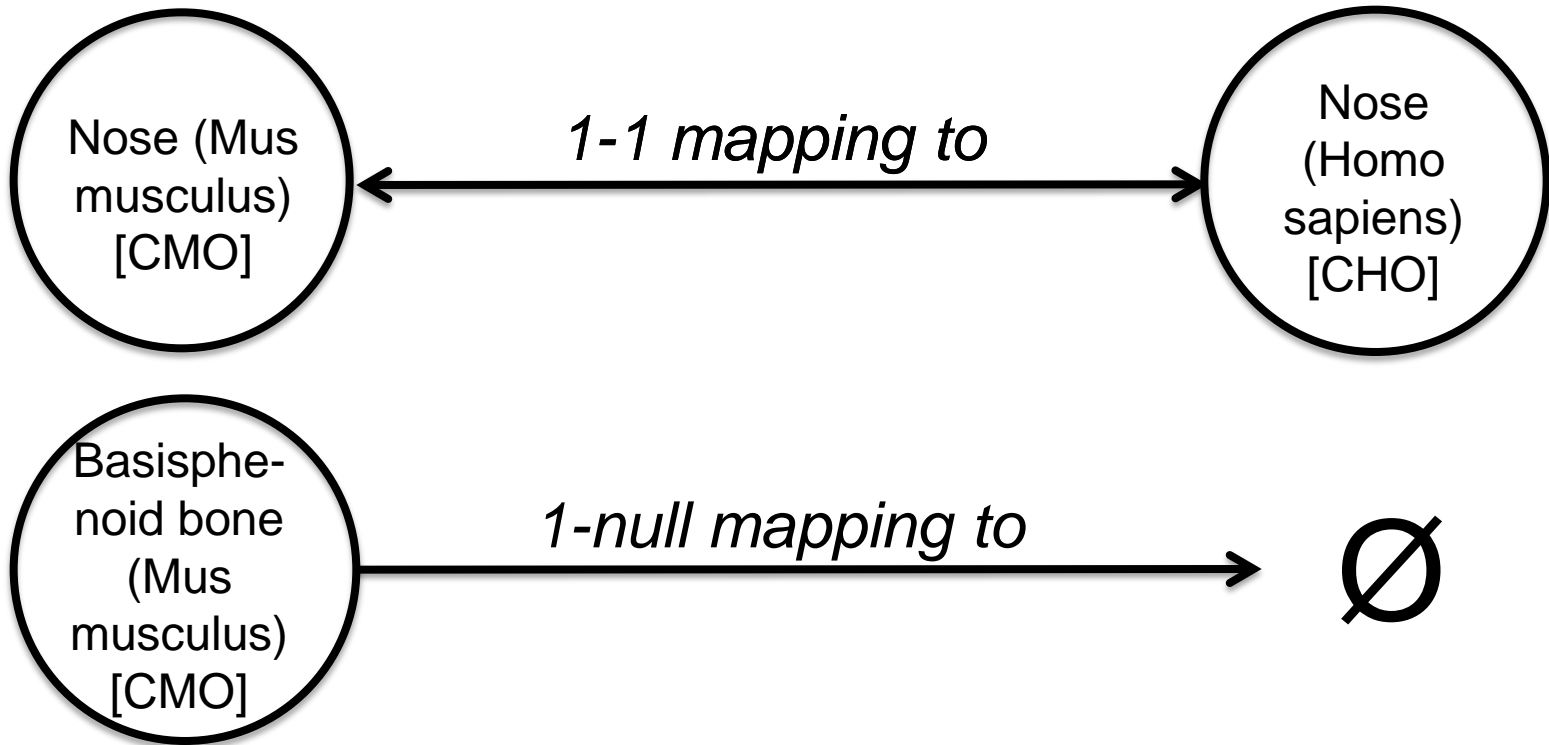 Nose (Mus
musculus)
[CMO]
1-1 mapping to
Nose
(Homo
sapiens)
[CHO]
Basisphe-
noid bone
(Mus
musculus)
[CMO]
1-null mapping to
Ø